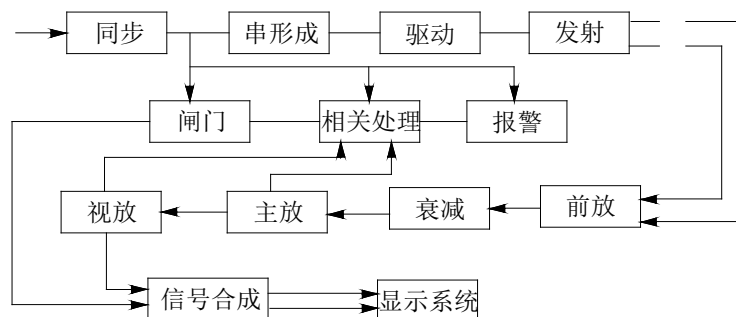 同步
串形成
驱动
发射
闸门
相关处理
报警
视放
主放
衰减
前放
信号合成
显示系统